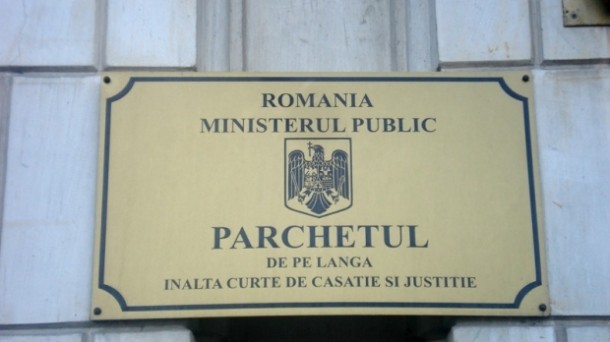 ROMANIA
MINISTERUL PUBLIC
PARCHETUL
DE PE LANGA
INALTA CURTE DE CASATIE SI JUSTITIE